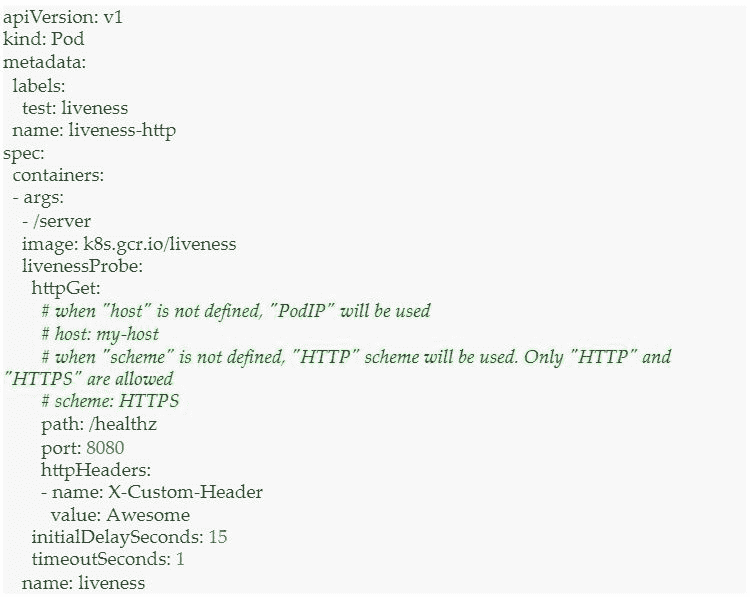 apiVersion: v1
kind: Pod
metadata:
  labels:
    test: liveness
  name: liveness-http
spec:
  containers:
  - args:
    - /server
    image: k8s.gcr.io/liveness
    livenessProbe:
      httpGet:
        # when "host" is not defined, "PodIP" will be used
        # host: my-host
        # when "scheme" is not defined, "HTTP" scheme will be used. Only "HTTP" and
"HTTPS" are allowed
        # scheme: HTTPS
        path: /healthz
        port: 8080
        httpHeaders:
        - name: X-Custom-Header
          value: Awesome
      initialDelaySeconds: 15
      timeoutSeconds: 1
    name: liveness